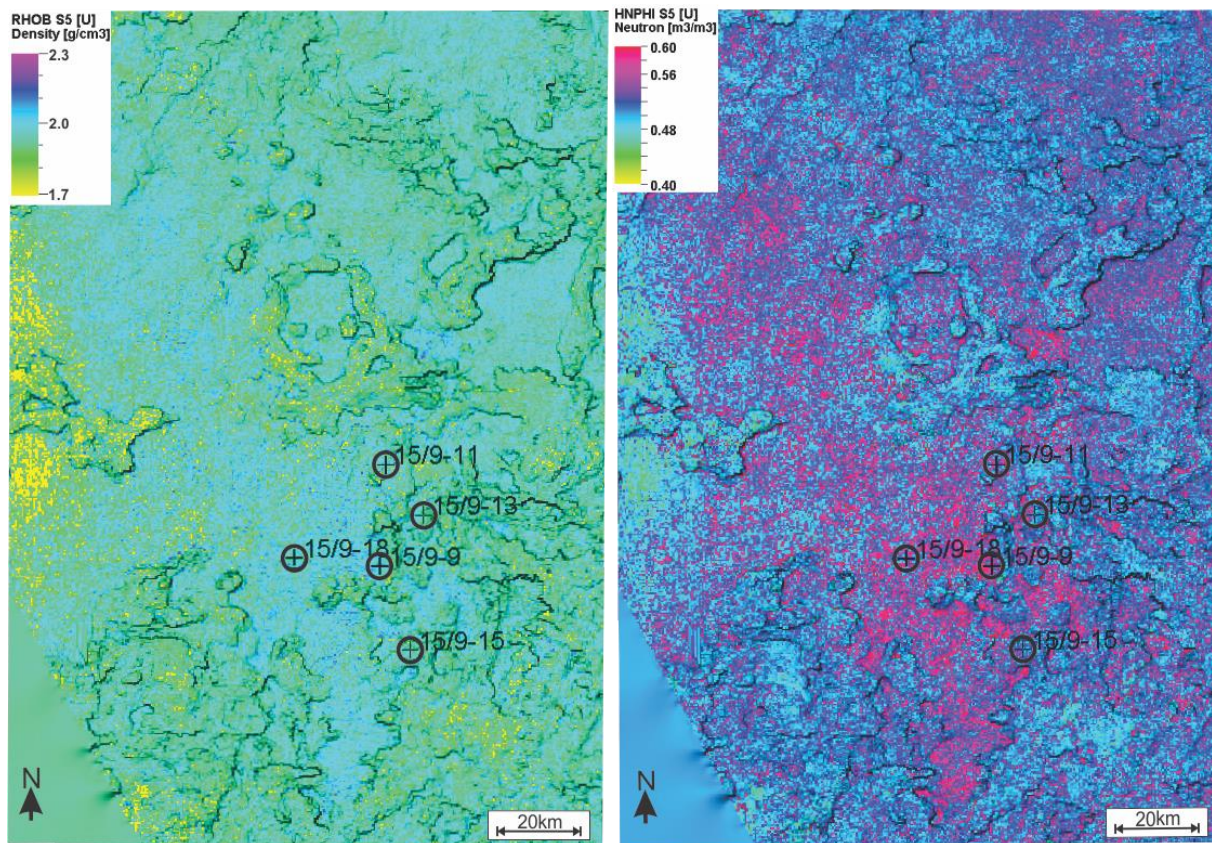 RHOB S5 [U]
Density [g/cm3]
2.3
2.0
1.7
15/9-11
15/9-13
15/9-18
15/9-9
15/9-15
N
20km
HNPHI S5 [U]
Neutron [m3/m3]
0.60
0.56
0.48
0.40
15/9-11
15/9-13
15/9-18
15/9-9
15/9-15
N
20km